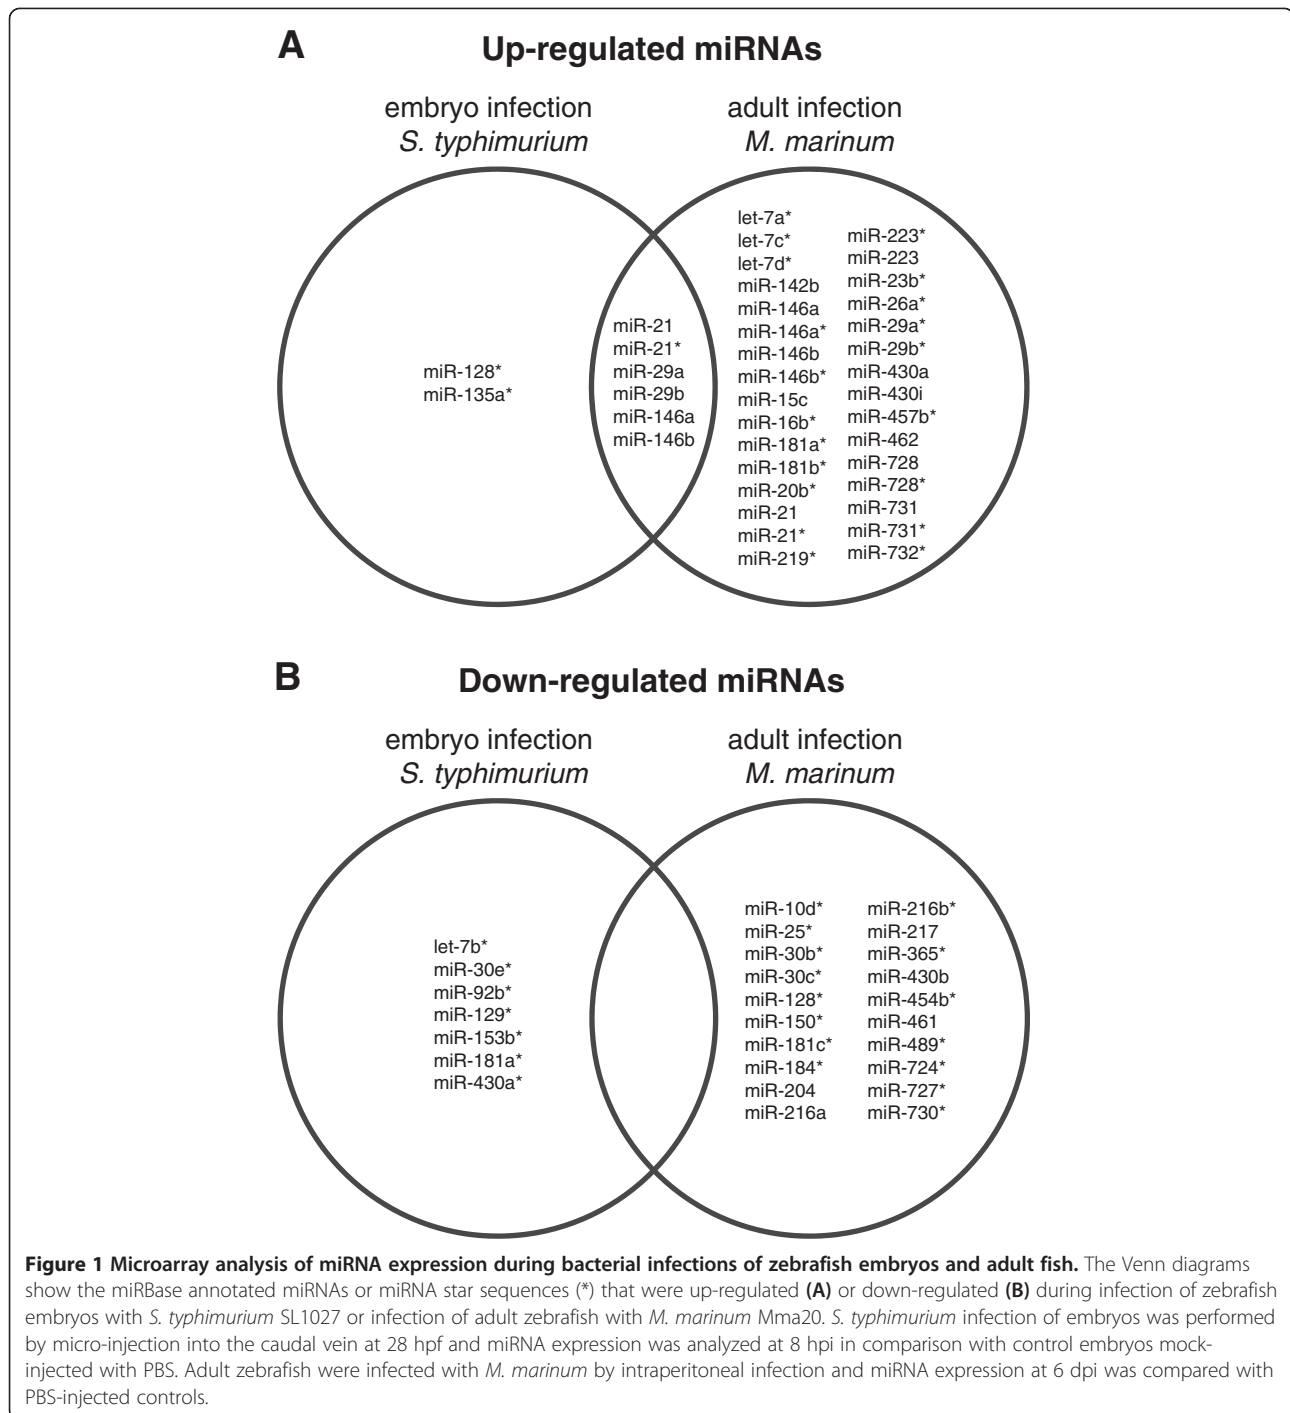 A
Up-regulated miRNAs
embryo infection
S. typhimurium
adult infection
M. marinum
miR-128*
miR-135a*
miR-21
miR-21*
miR-29a
miR-29b
miR-146a
miR-146b
let-7a*
let-7c*
let-7d*
miR-142b
miR-146a
miR-146a*
miR-146b
miR-146b*
miR-15c
miR-16b*
miR-181a*
miR-181b*
miR-20b*
miR-21
miR-21*
miR-219*
miR-223*
miR-223
miR-23b*
miR-26a*
miR-29a*
miR-29b*
miR-430a
miR-430i
miR-457b*
miR-462
miR-728
miR-728*
miR-731
miR-731*
miR-732*
B
Down-regulated miRNAs
embryo infection
S. typhimurium
adult infection
M. marinum
let-7b*
miR-30e*
miR-92b*
miR-129*
miR-153b*
miR-181a*
miR-430a*
miR-10d*
miR-25*
miR-30b*
miR-30c*
miR-128*
miR-150*
miR-181c*
miR-184*
miR-204
miR-216a
miR-216b*
miR-217
miR-365*
miR-430b
miR-454b*
miR-461
miR-489*
miR-724*
miR-727*
miR-730*
Figure 1 Microarray analysis of miRNA expression during bacterial infections of zebrafish embryos and adult fish. The Venn diagrams
show the miRBase annotated miRNAs or miRNA star sequences (*) that were up-regulated (A) or down-regulated (B) during infection of zebrafish
embryos with S. typhimurium SL1027 or infection of adult zebrafish with M. marinum Mma20. S. typhimurium infection of embryos was performed
by micro-injection into the caudal vein at 28 hpf and miRNA expression was analyzed at 8 hpi in comparison with control embryos mock-
injected with PBS. Adult zebrafish were infected with M. marinum by intraperitoneal infection and miRNA expression at 6 dpi was compared with
PBS-injected controls.